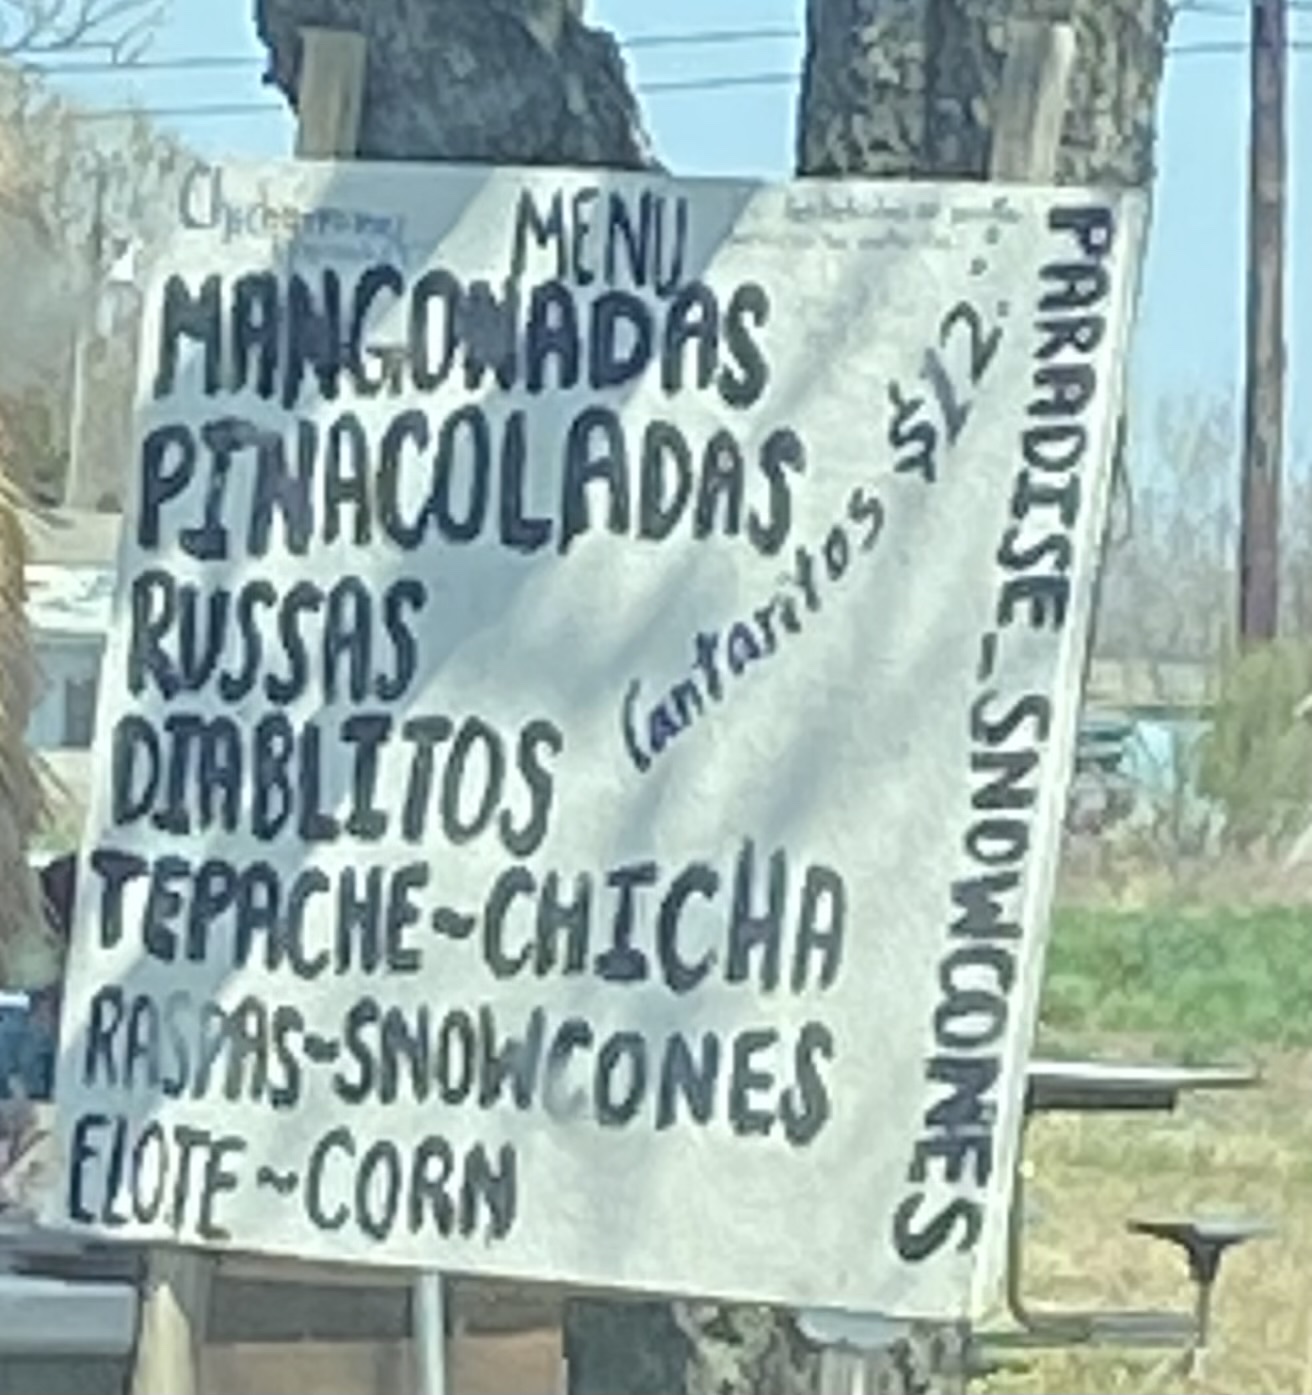 MENU
MANGONADAS
PINACOLADAS
RUSSAS
DIABLITOS
Cantaritos $12.
TEPACHE~CHICHA
RASPAS~SNOWCONES
ELOTE~CORN
PARADISE_SNOWCONES